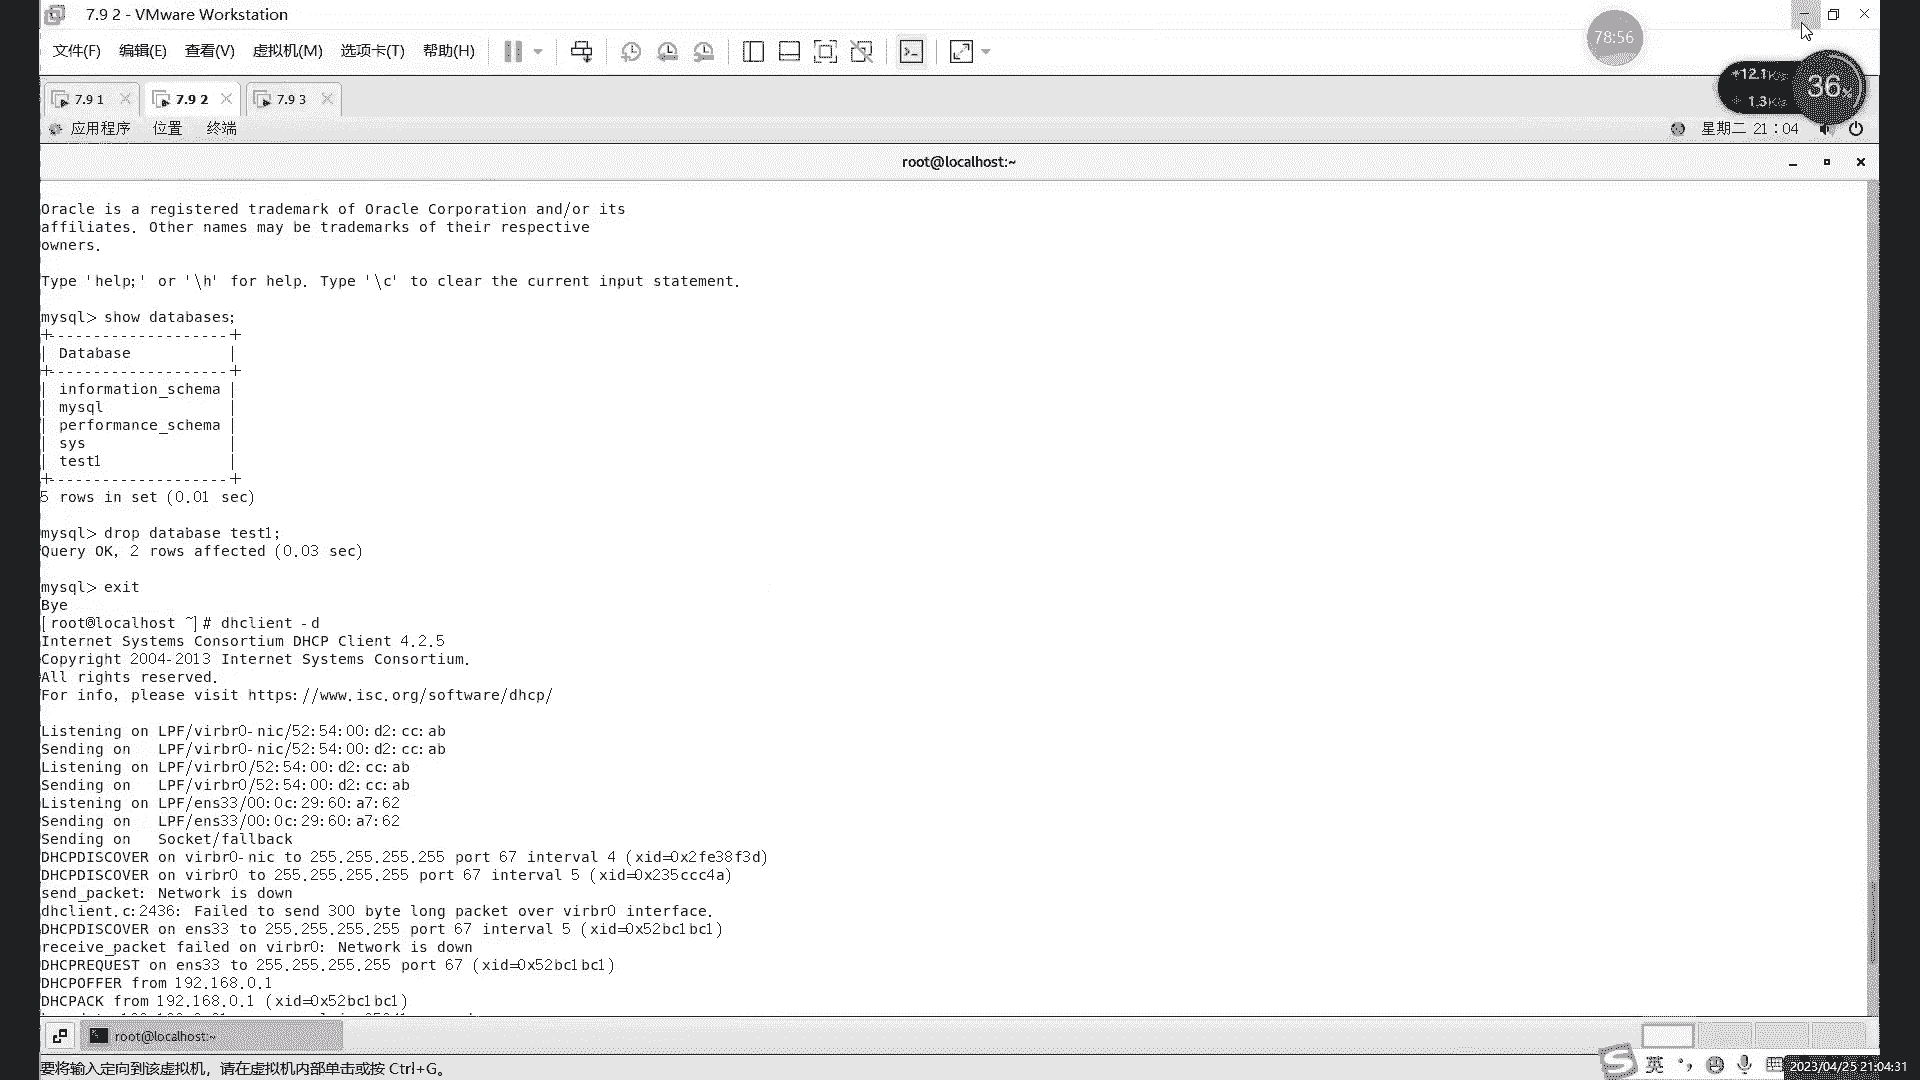 7.9 2 - VMware Workstation
78:56
文件(F) 编辑(E) 查看(V) 虚拟机(M) 选项卡(T) 帮助(H)
12.1K/s
1.3K/s
36%
7.9 1
7.9 2
7.9 3
应用程序 位置 终端
星期二 21:04
root@localhost:~
Oracle is a registered trademark of Oracle Corporation and/or its
affiliates. Other names may be trademarks of their respective
owners.
Type 'help;' or '\h' for help. Type '\c' to clear the current input statement.
mysql> show databases;
+--------------------+
| Database           |
+--------------------+
| information_schema |
| mysql              |
| performance_schema |
| sys                |
| test1              |
+--------------------+
5 rows in set (0.01 sec)
mysql> drop database test1;
Query OK, 2 rows affected (0.03 sec)
mysql> exit
Bye
[root@localhost ~]# dhclient -d
Internet Systems Consortium DHCP Client 4.2.5
Copyright 2004-2013 Internet Systems Consortium.
All rights reserved.
For info, please visit https://www.isc.org/software/dhcp/
Listening on LPF/virbr0-nic/52:54:00:d2:cc:ab
Sending on   LPF/virbr0-nic/52:54:00:d2:cc:ab
Listening on LPF/virbr0/52:54:00:d2:cc:ab
Sending on   LPF/virbr0/52:54:00:d2:cc:ab
Listening on LPF/ens33/00:0c:29:60:a7:62
Sending on   LPF/ens33/00:0c:29:60:a7:62
Sending on   Socket/fallback
DHCPDISCOVER on virbr0-nic to 255.255.255.255 port 67 interval 4 (xid=0x2fe38f3d)
DHCPDISCOVER on virbr0 to 255.255.255.255 port 67 interval 5 (xid=0x235ccc4a)
send_packet: Network is down
dhclient.c:2436: Failed to send 300 byte long packet over virbr0 interface.
DHCPDISCOVER on ens33 to 255.255.255.255 port 67 interval 5 (xid=0x52bc1bc1)
receive_packet failed on virbr0: Network is down
DHCPREQUEST on ens33 to 255.255.255.255 port 67 (xid=0x52bc1bc1)
DHCPOFFER from 192.168.0.1
DHCPACK from 192.168.0.1 (xid=0x52bc1bc1)
root@localhost:~
要将输入定向到该虚拟机，请在虚拟机内部单击或按 Ctrl+G。
英
2023/04/25 21:04:31